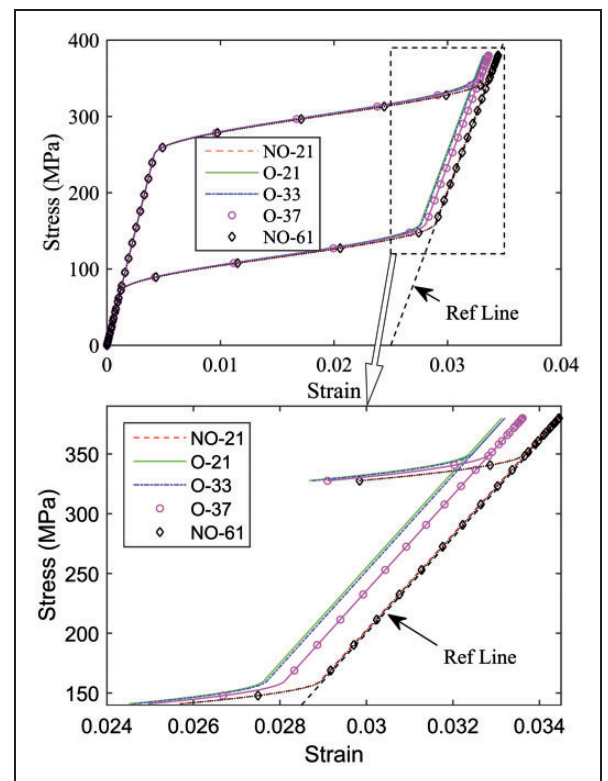 400
300
200
100
0
Stress (MPa)
NO-21
O-21
O-33
O-37
NO-61
Ref Line
0
0.01
0.02
0.03
0.04
Strain
350
300
250
200
150
Stress (MPa)
NO-21
O-21
O-33
O-37
NO-61
Ref Line
0.024
0.026
0.028
0.03
0.032
0.034
Strain